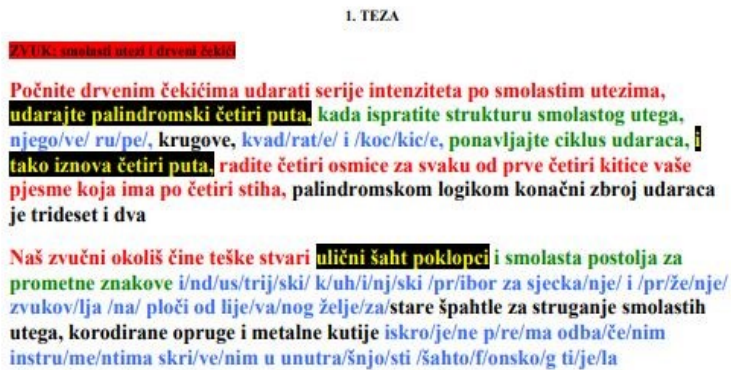 1. TEZA
ZVUK: smolasti utezi i drveni čekići
Počnite drvenim čekićima udarati serije intenziteta po smolastim utezima,
udarajte palindromski četiri puta, kada ispratite strukturu smolastog utega,
njego/ve/ ru/pe/, krugove, kvad/rat/e/ i /koc/kic/e, ponavljajte ciklus udaraca, i
tako iznova četiri puta, radite četiri osmice za svaku od prve četiri kitice vaše
pjesme koja ima po četiri stiha, palindromskom logikom konačni zbroj udaraca
je trideset i dva
Naš zvučni okoliš čine teške stvari ulični šaht poklopci i smolasta postolja za
prometne znakove i/nd/us/trij/ski/ k/uh/i/nj/ski /pr/ibor za sjecka/nje/ i /pr/že/nje/
zvukov/lja /na/ ploči od lije/va/nog želje/za/stare špahtle za struganje smolastih
utega, korodirane opruge i metalne kutije iskro/je/ne p/re/ma odba/če/nim
instru/me/ntima skri/ve/nim u unutra/šnjo/sti /šahto/f/onsko/g ti/je/la